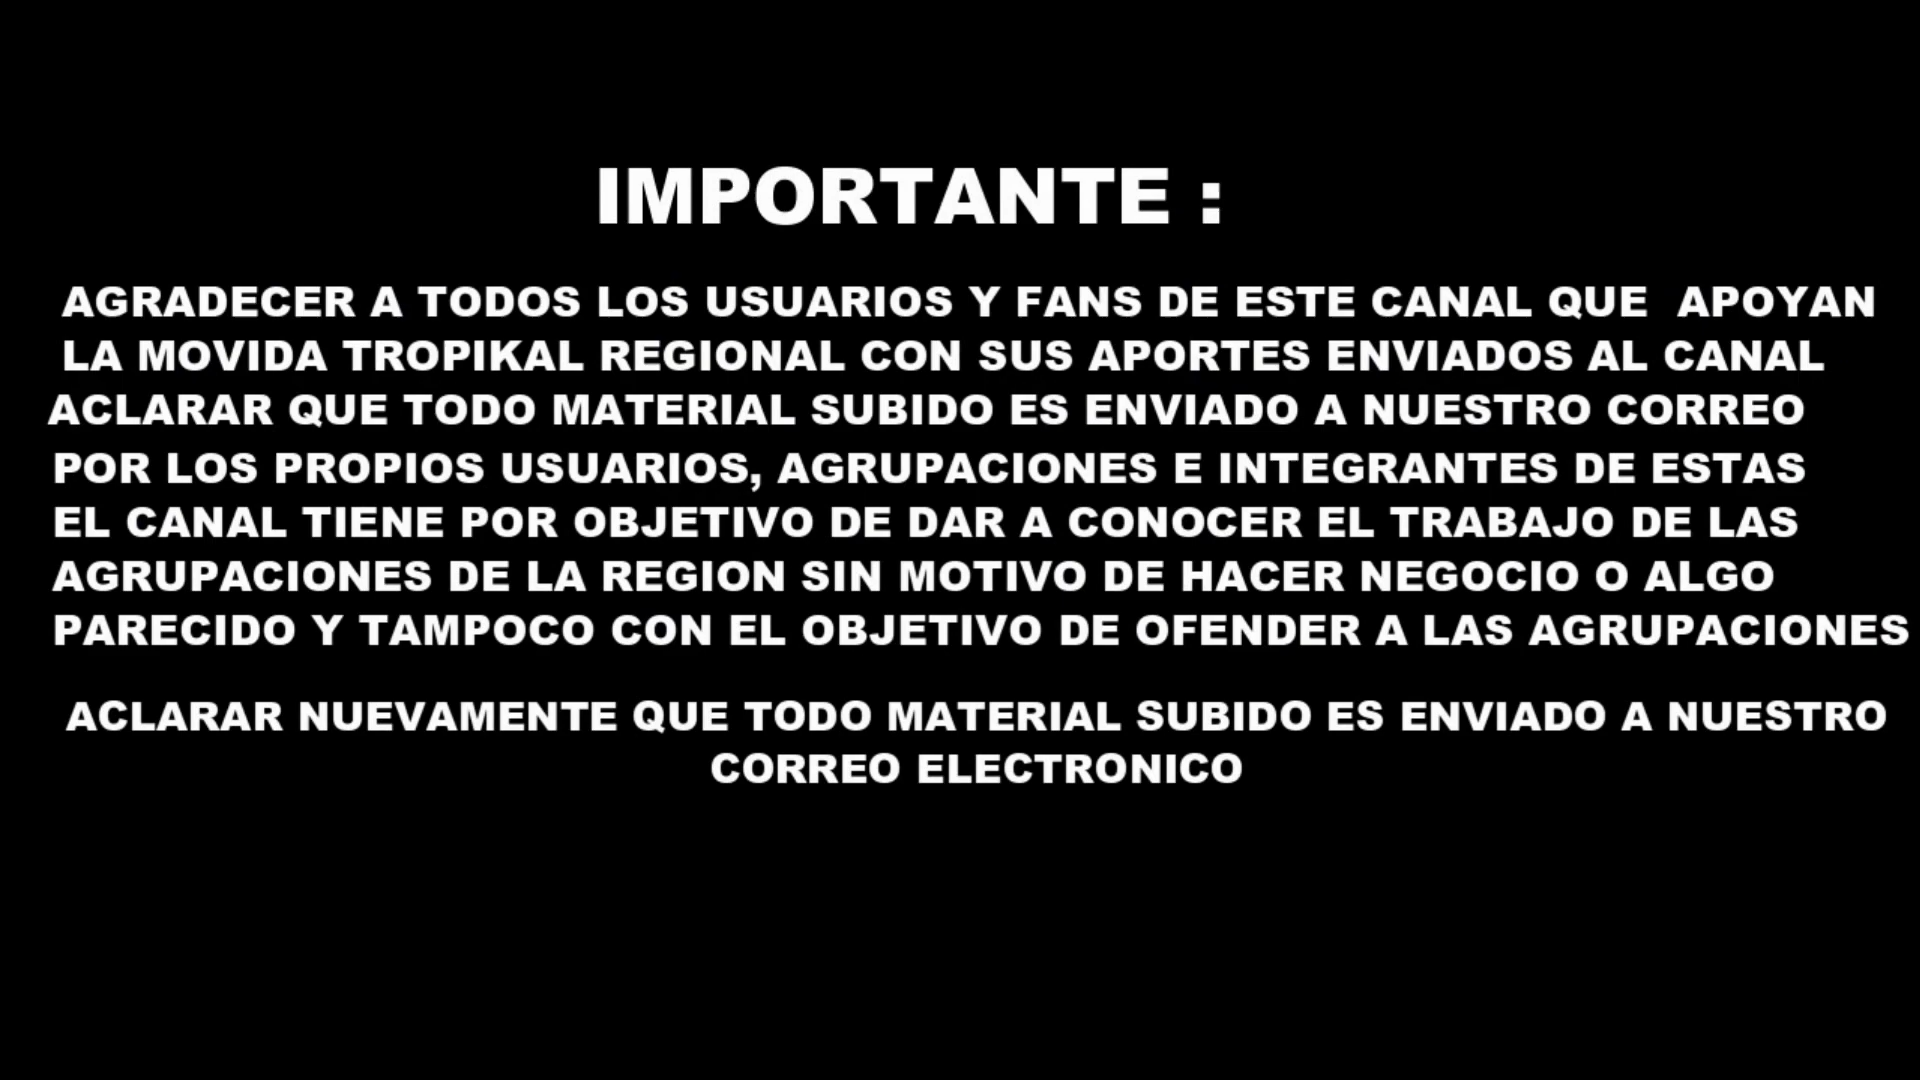 IMPORTANTE :
AGRADECER A TODOS LOS USUARIOS Y FANS DE ESTE CANAL QUE APOYAN
LA MOVIDA TROPIKAL REGIONAL CON SUS APORTES ENVIADOS AL CANAL
ACLARAR QUE TODO MATERIAL SUBIDO ES ENVIADO A NUESTRO CORREO
POR LOS PROPIOS USUARIOS, AGRUPACIONES E INTEGRANTES DE ESTAS
EL CANAL TIENE POR OBJETIVO DE DAR A CONOCER EL TRABAJO DE LAS
AGRUPACIONES DE LA REGION SIN MOTIVO DE HACER NEGOCIO O ALGO
PARECIDO Y TAMPOCO CON EL OBJETIVO DE OFENDER A LAS AGRUPACIONES
ACLARAR NUEVAMENTE QUE TODO MATERIAL SUBIDO ES ENVIADO A NUESTRO
CORREO ELECTRONICO